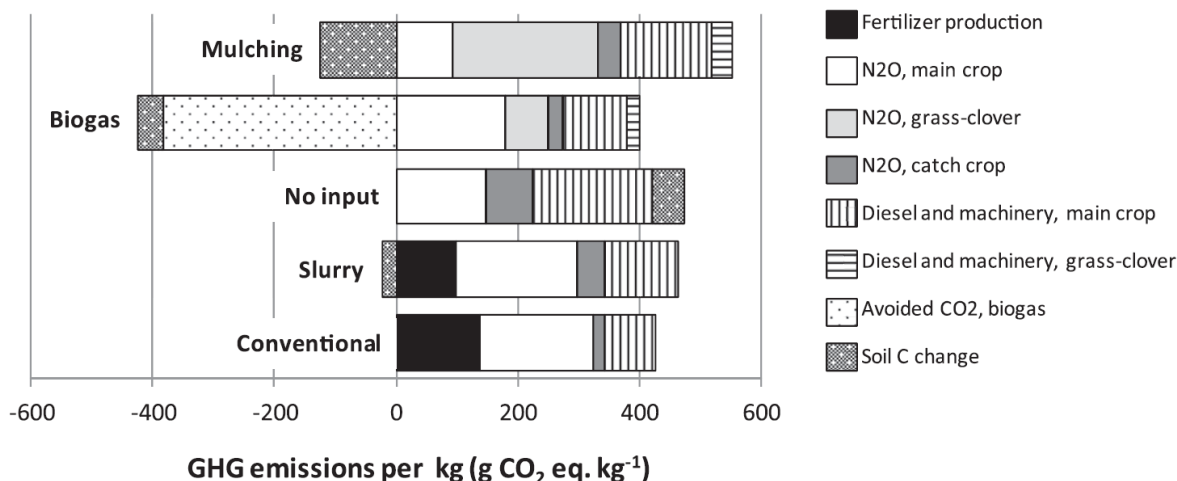 Mulching
Biogas
No input
Slurry
Conventional
-600 -400 -200 0 200 400 600
GHG emissions per kg (g CO₂ eq. kg⁻¹)
Fertilizer production
N2O, main crop
N2O, grass-clover
N2O, catch crop
Diesel and machinery, main crop
Diesel and machinery, grass-clover
Avoided CO2, biogas
Soil C change